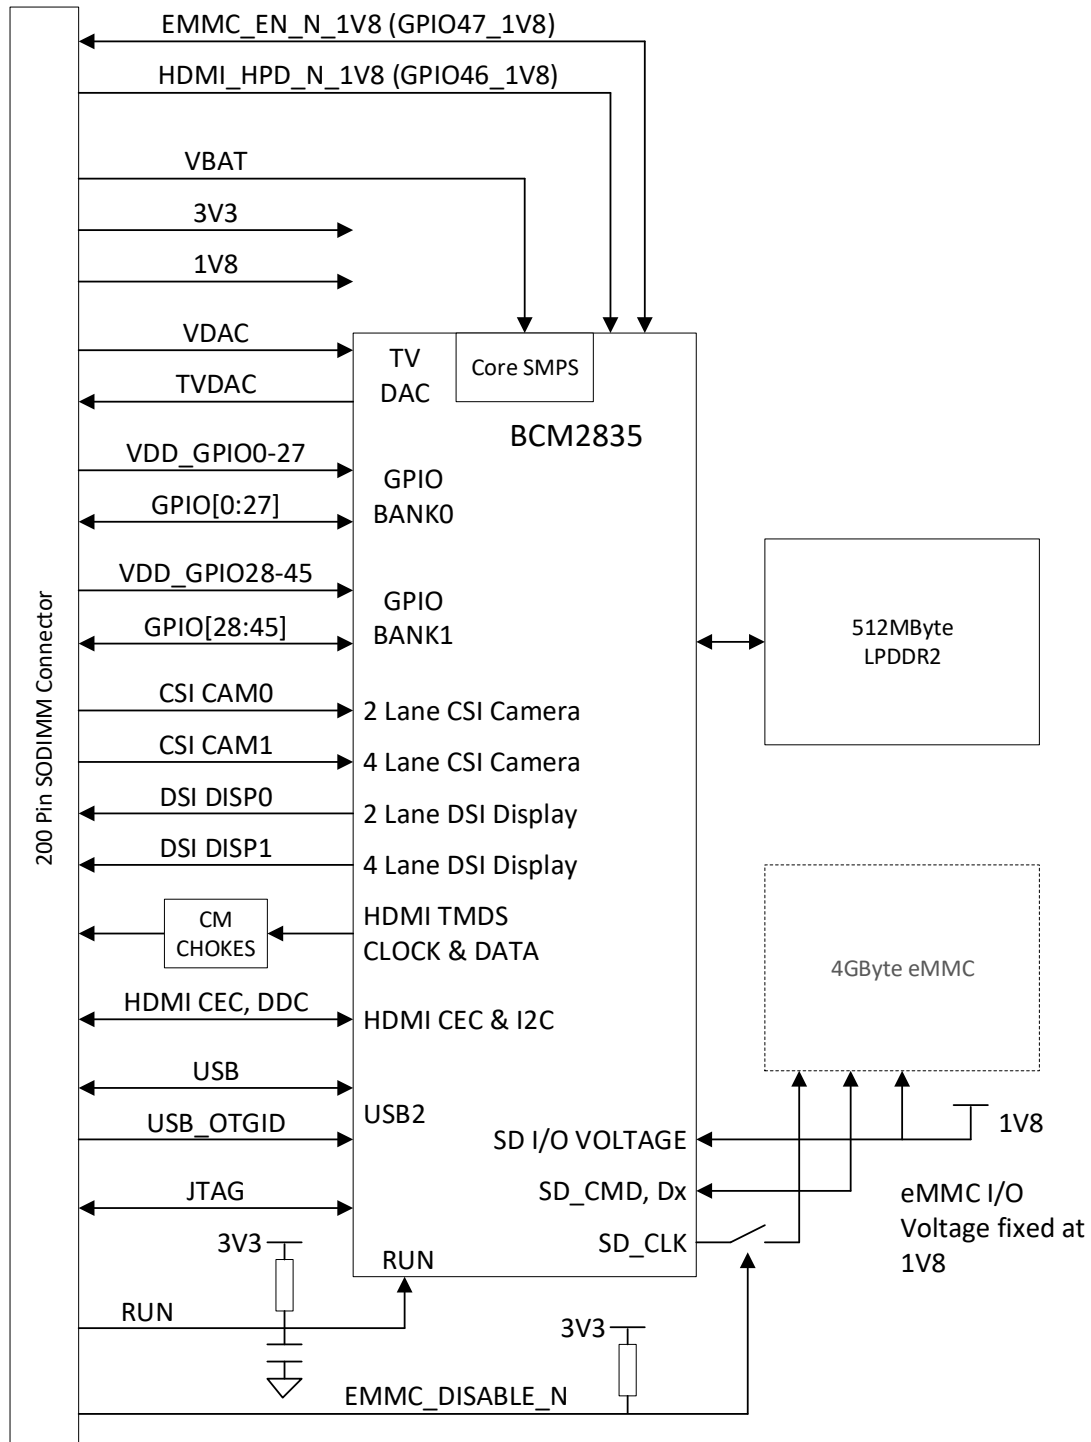 EMMC_EN_N_1V8 (GPIO47_1V8)
HDMI_HPD_N_1V8 (GPIO46_1V8)
VBAT
3V3
1V8
VDAC
TVDAC
VDD_GPIO0-27
GPIO[0:27]
VDD_GPIO28-45
GPIO[28:45]
CSI CAM0
CSI CAM1
DSI DISP0
DSI DISP1
CM
CHOKES
HDMI CEC, DDC
USB
USB_OTGID
JTAG
3V3
RUN
3V3
EMMC_DISABLE_N
200 Pin SODIMM Connector
TV
DAC
Core SMPS
BCM2835
GPIO
BANK0
GPIO
BANK1
2 Lane CSI Camera
4 Lane CSI Camera
2 Lane DSI Display
4 Lane DSI Display
HDMI TMDS
CLOCK & DATA
HDMI CEC & I2C
USB2
SD I/O VOLTAGE
SD_CMD, Dx
SD_CLK
RUN
512MByte
LPDDR2
4GByte eMMC
1V8
eMMC I/O
Voltage fixed at
1V8